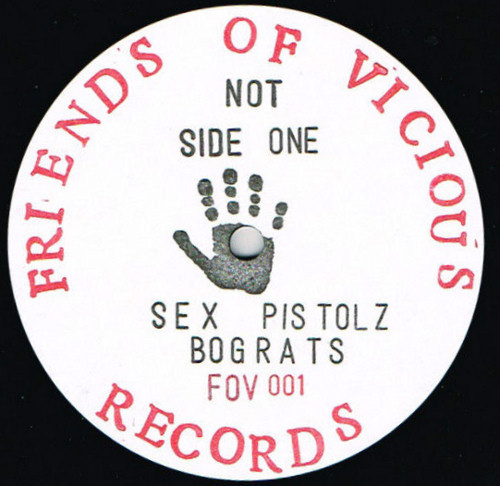 FRIENDS OF VICIOUS
NOT
SIDE ONE
SEX PISTOLZ
BOGRATS
FOV 001
RECORDS